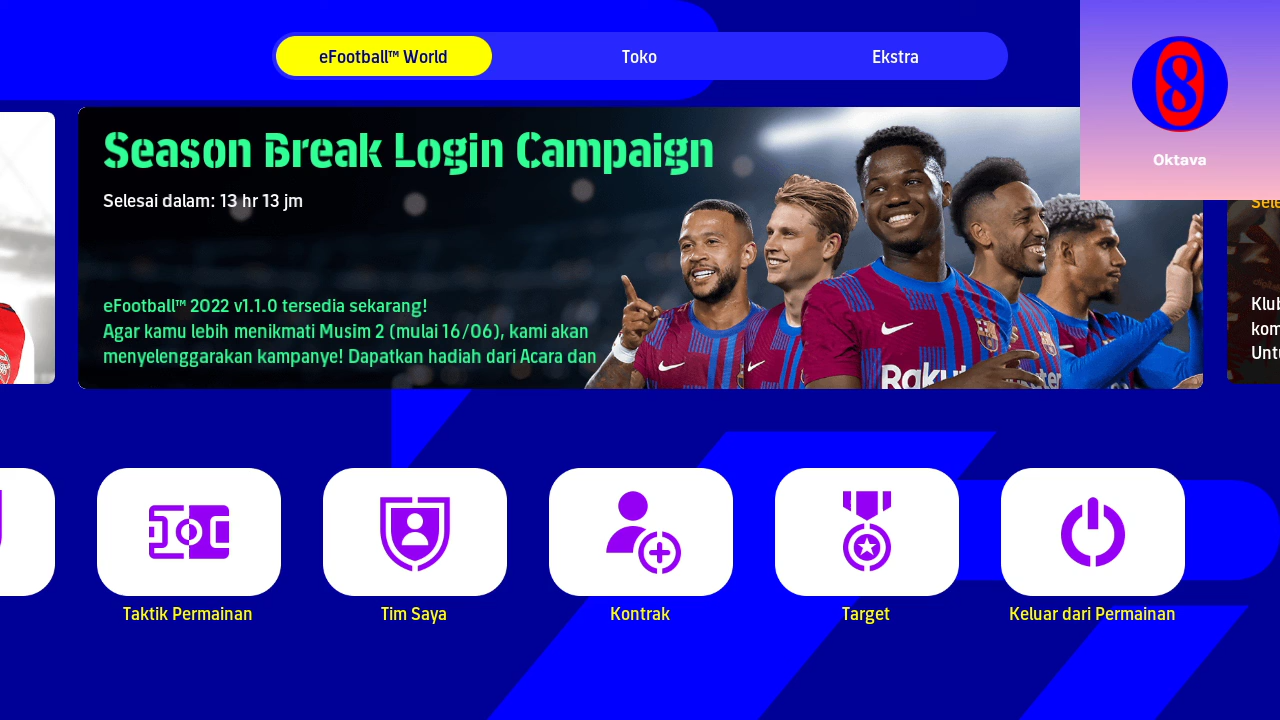 eFootball™ World
Toko
Ekstra
8
Oktava
Season Break Login Campaign
Selesai dalam: 13 hr 13 jm
eFootball™ 2022 v1.1.0 tersedia sekarang!
Agar kamu lebih menikmati Musim 2 (mulai 16/06), kami akan
menyelenggarakan kampanye! Dapatkan hadiah dari Acara dan
Taktik Permainan
Tim Saya
Kontrak
Target
Keluar dari Permainan